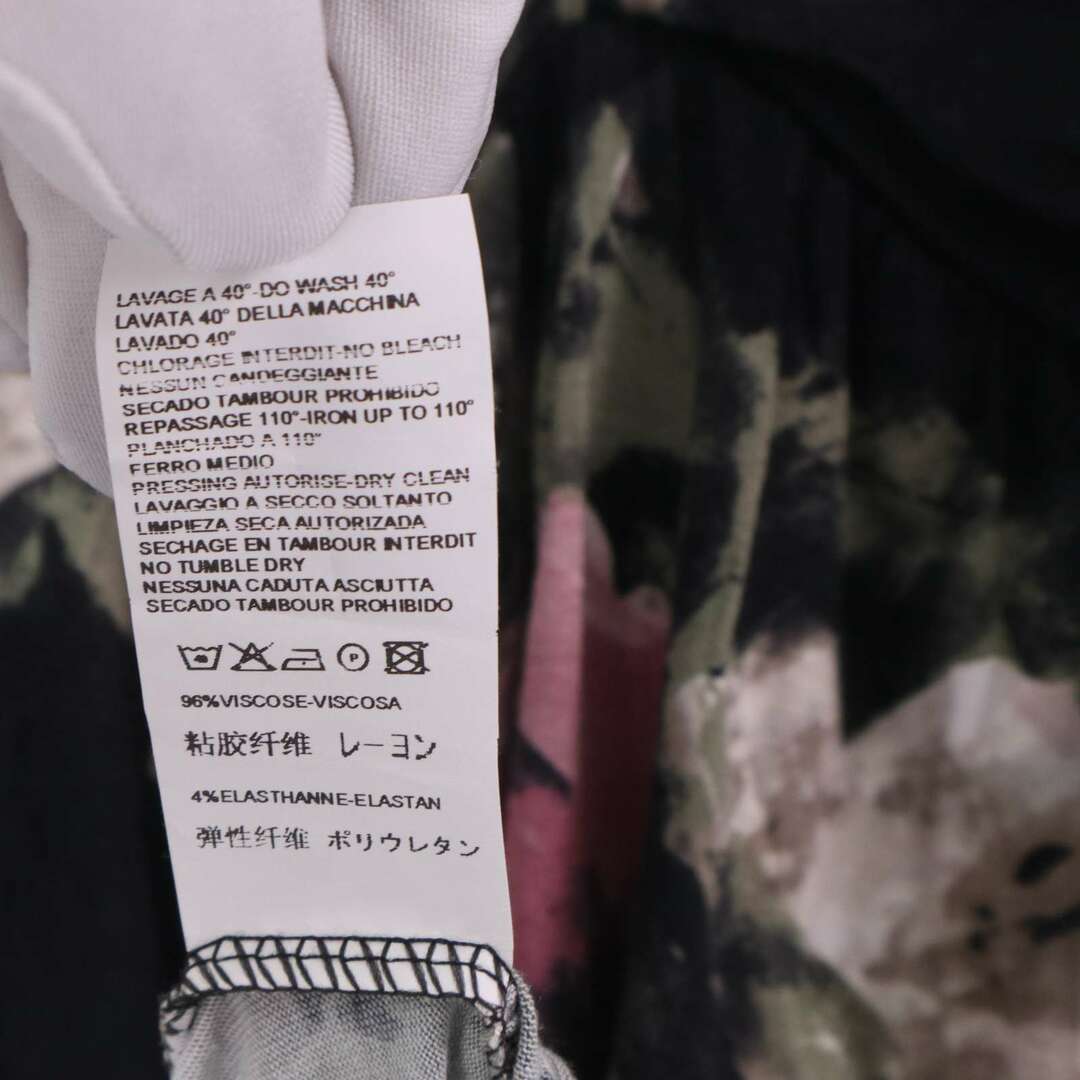 LAVAGE A 40°-DO WASH 40°
LAVATA 40° DELLA MACCHINA
LAVADO 40°
CHLORAGE INTERDIT-NO BLEACH
NESSUN CANDEGGIANTE
SECADO TAMBOUR PROHIBIDO
REPASSAGE 110°-IRON UP TO 110°
PLANCHADO A 110°
FERRO MEDIO
PRESSING AUTORISE-DRY CLEAN
LAVAGGIO A SECCO SOLTANTO
LIMPIEZA SECA AUTORIZADA
SECHAGE EN TAMBOUR INTERDIT
NO TUMBLE DRY
NESSUNA CADUTA ASCIUTTA
SECADO TAMBOUR PROHIBIDO
P
96%VISCOSE-VISCOSA
粘胶纤维 レーヨン
4%ELASTHANNE-ELASTAN
弹性纤维 ポリウレタン